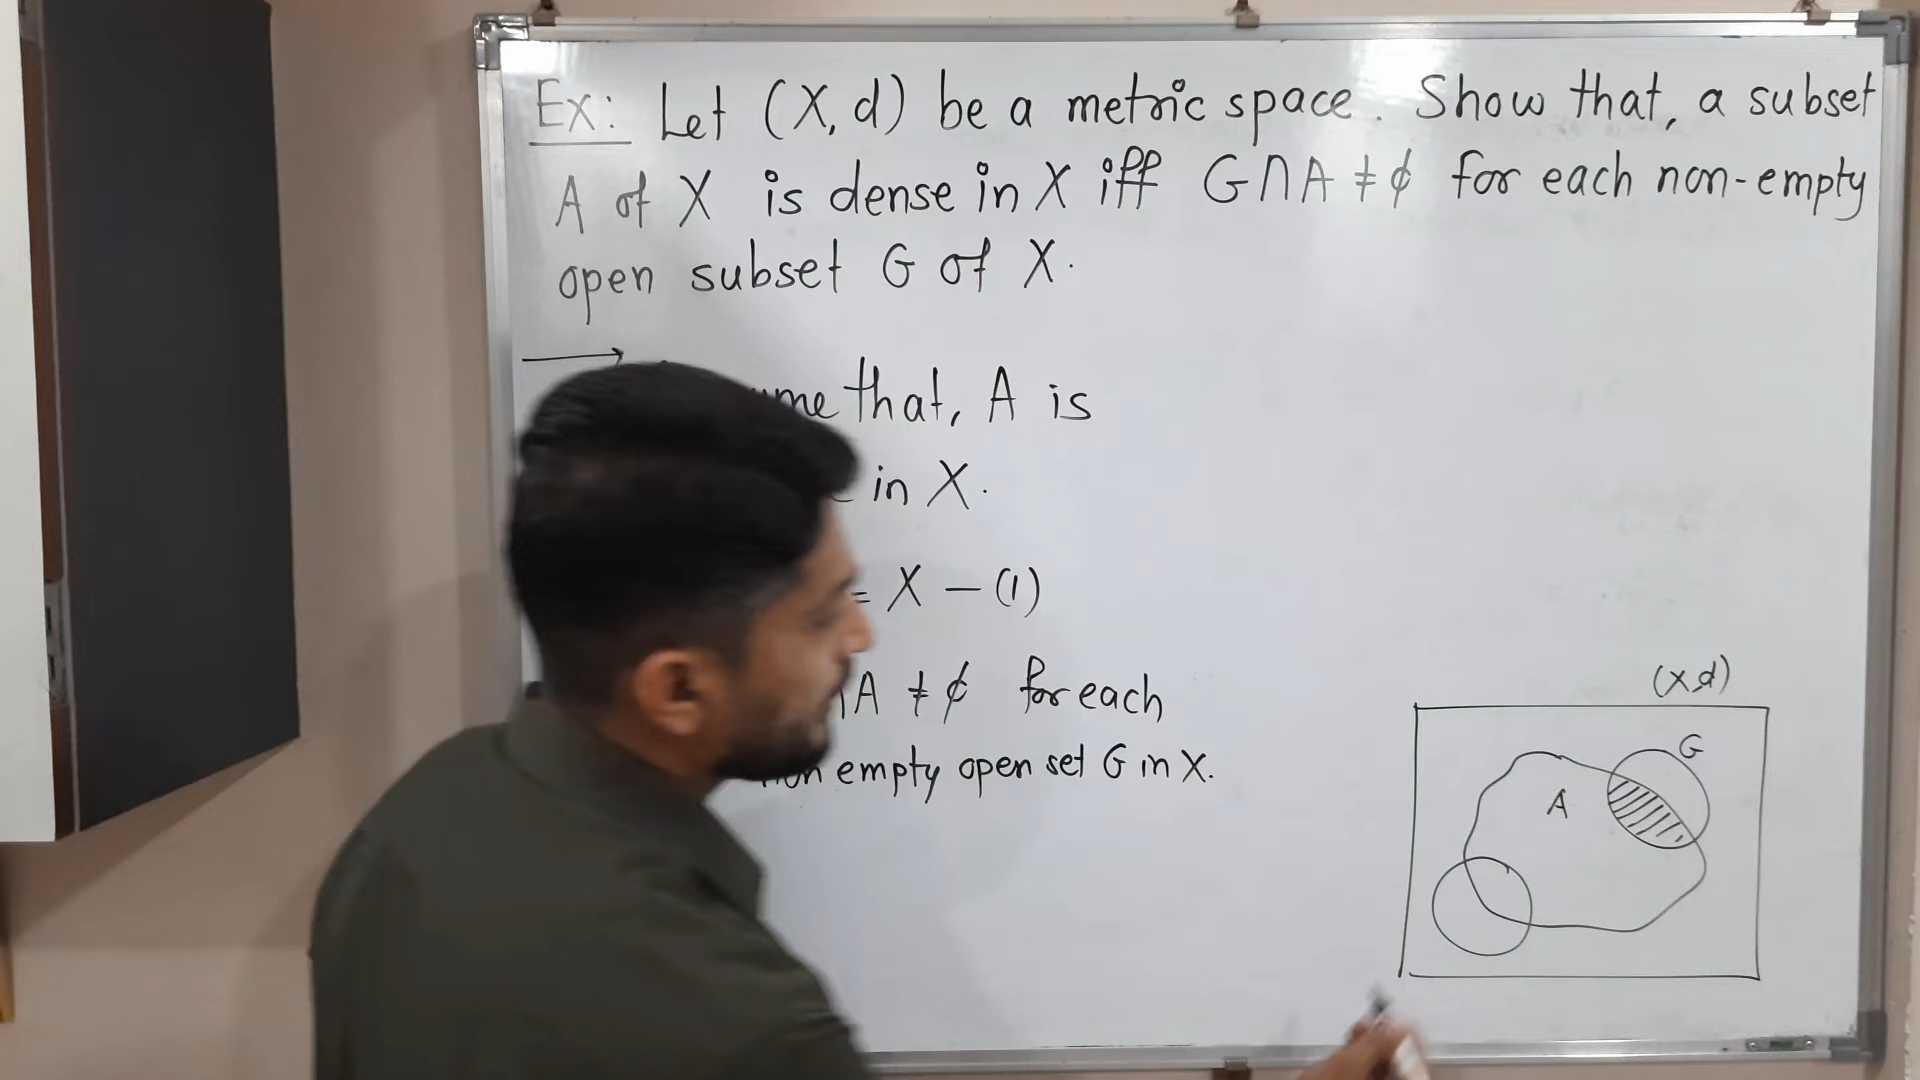 Ex: Let (X, d) be a metric space. Show that, a subset
A of X is dense in X iff G∩A ≠ ϕ for each non-empty
open subset G of X.
that, A is
in X.
= X — (1)
A ≠ ϕ for each
non empty open set G in X.
(X,d)
G
A